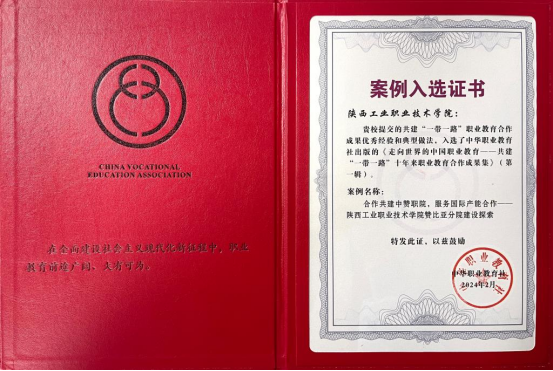 CHINA VOCATIONAL
EDUCATION ASSOCIATION
在全面建设社会主义现代化新征程中，职业
教育前途广阔、大有可为。
案例入选证书
陕西工业职业技术学院：
贵校提交的共建“一带一路”职业教育合作
成果优秀经验和典型做法，入选了中华职业教育
社出版的《走向世界的中国职业教育——共建
“一带一路”十年来职业教育合作成果集》（第
一辑）。
案例名称：
合作共建中赞职院，服务国际产能合作——
陕西工业职业技术学院赞比亚分院建设探索
特发此证，以兹鼓励
中华职业教育社
2024年2月